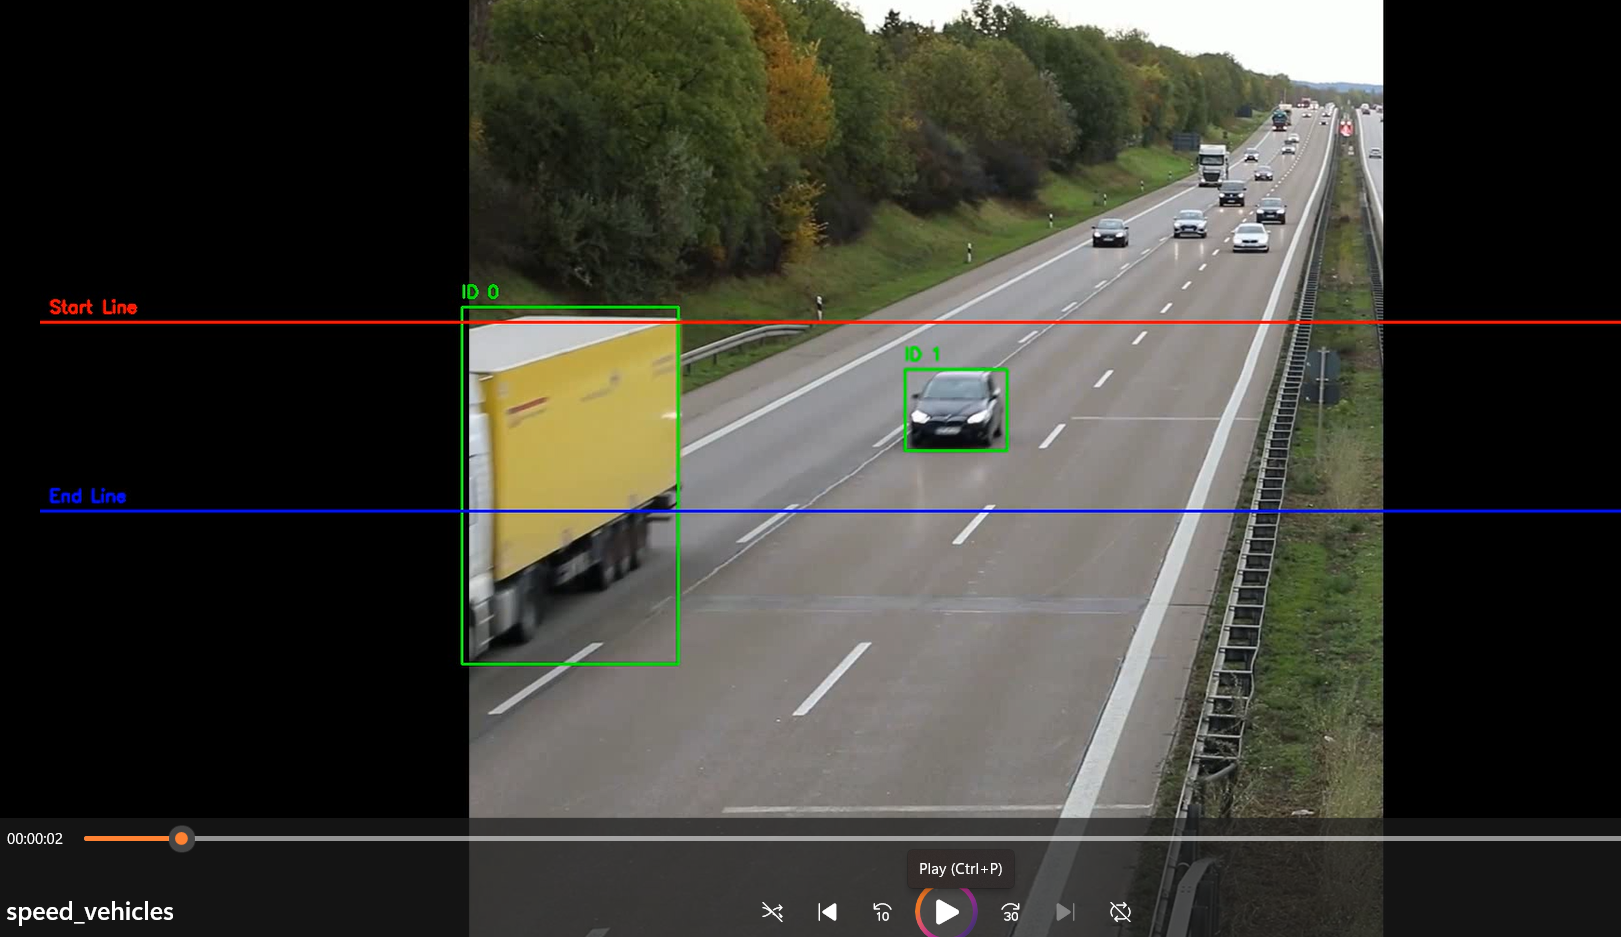 ID 0
Start Line
ID 1
End Line
00:00:02
Play (Ctrl+P)
speed_vehicles
10
30